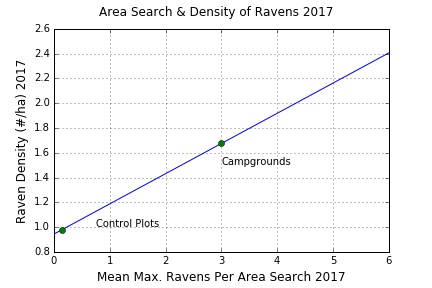 Area Search & Density of Ravens 2017
Raven Density (#/ha) 2017
2.6
2.4
2.2
2.0
1.8
1.6
1.4
1.2
1.0
0.8
Campgrounds
Control Plots
0 1 2 3 4 5 6
Mean Max. Ravens Per Area Search 2017